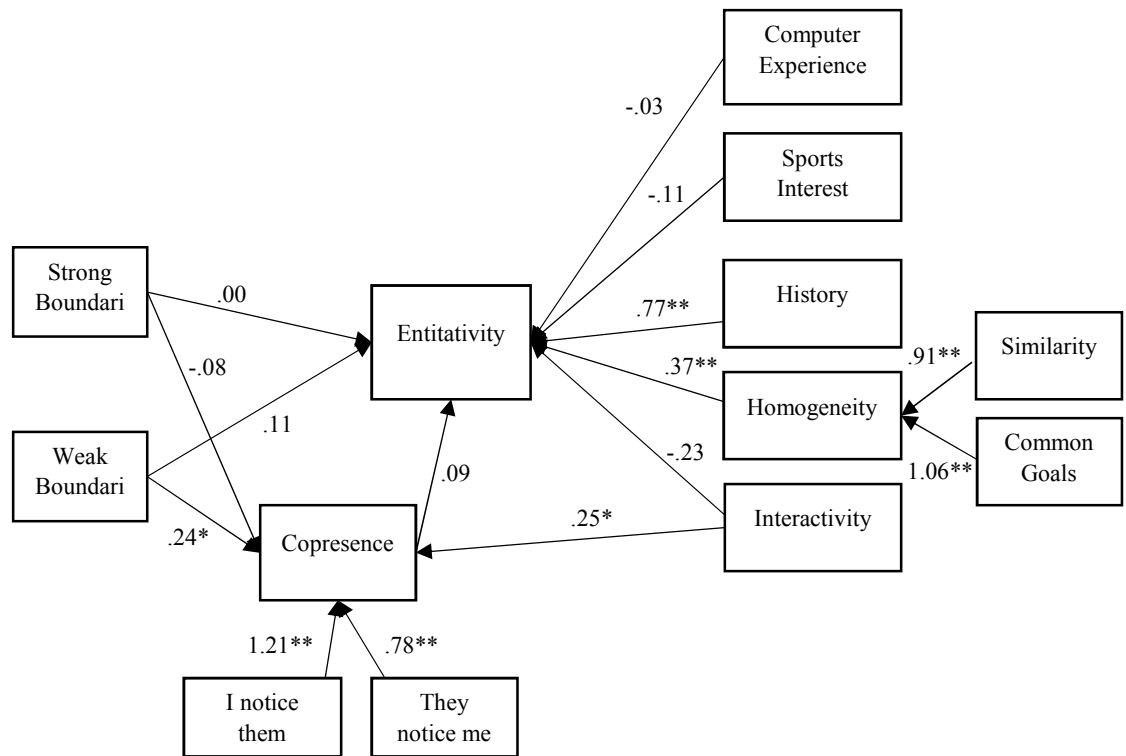 Computer
Experience
-.03
Sports
Interest
-.11
Strong
Boundari
.00
History
Entitativity
.77**
Similarity
.91**
-.08
.37**
Homogeneity
Weak
Boundari
.11
Common
Goals
1.06**
-.23
.09
.24*
Interactivity
.25*
Copresence
1.21**
.78**
I notice
them
They
notice me